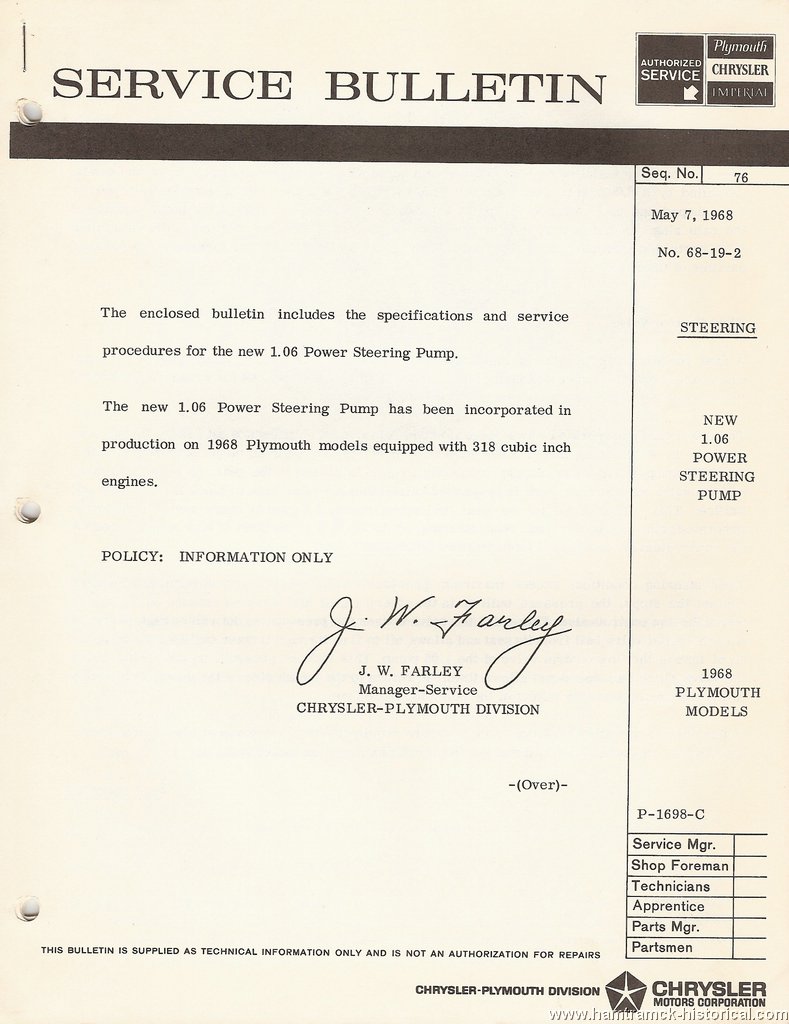 SERVICE BULLETIN
AUTHORIZED
SERVICE
Plymouth
CHRYSLER
IMPERIAL
Seq. No. 76
May 7, 1968
No. 68-19-2
STEERING
The enclosed bulletin includes the specifications and service
procedures for the new 1.06 Power Steering Pump.
The new 1.06 Power Steering Pump has been incorporated in
production on 1968 Plymouth models equipped with 318 cubic inch
engines.
NEW
1.06
POWER
STEERING
PUMP
POLICY: INFORMATION ONLY
J. W. Farley
J. W. FARLEY
Manager-Service
CHRYSLER-PLYMOUTH DIVISION
1968
PLYMOUTH
MODELS
-(Over)-
P-1698-C
Service Mgr.
Shop Foreman
Technicians
Apprentice
Parts Mgr.
Partsmen
THIS BULLETIN IS SUPPLIED AS TECHNICAL INFORMATION ONLY AND IS NOT AN AUTHORIZATION FOR REPAIRS
CHRYSLER-PLYMOUTH DIVISION
CHRYSLER
MOTORS CORPORATION
www.hamtramck-historical.com